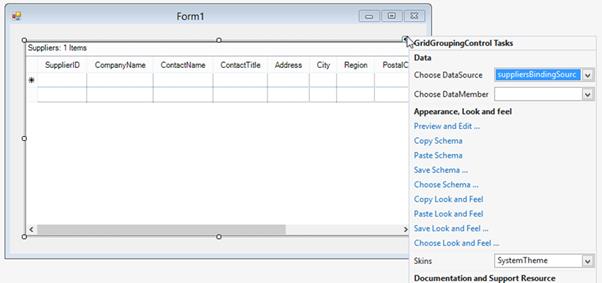 Form1
Suppliers: 1 Items
SupplierID CompanyName ContactName ContactTitle Address City Region PostalC
GridGroupingControl Tasks
Data
Choose DataSource suppliersBindingSourc
Choose DataMember
Appearance, Look and feel
Preview and Edit ...
Copy Schema
Paste Schema
Save Schema ...
Choose Schema ...
Copy Look and Feel
Paste Look and Feel
Save Look and Feel ...
Choose Look and Feel ...
Skins SystemTheme
Documentation and Support Resource